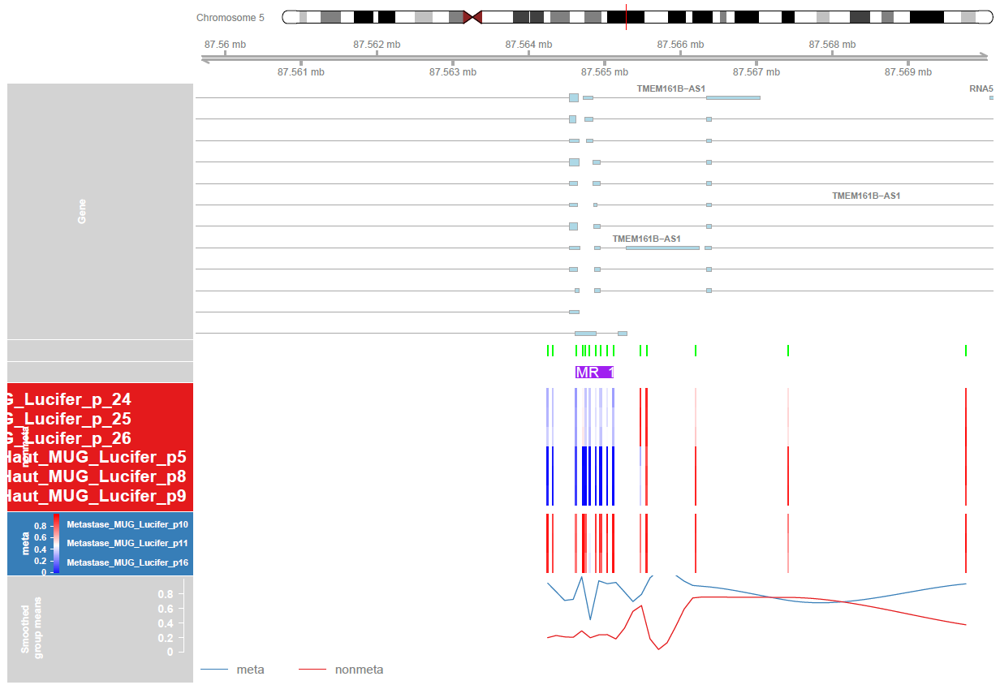 Chromosome 5
87.56 mb 87.562 mb 87.564 mb 87.566 mb 87.568 mb
87.561 mb 87.563 mb 87.565 mb 87.567 mb 87.569 mb
TMEM161B−AS1 RNA5
TMEM161B−AS1
TMEM161B−AS1
Gene
MR_1
G_Lucifer_p_24
G_Lucifer_p_25
G_Lucifer_p_26
Haut_MUG_Lucifer_p5
Haut_MUG_Lucifer_p8
Haut_MUG_Lucifer_p9
nonmeta
meta
0.8
0.6
0.4
0.2
0
Metastase_MUG_Lucifer_p10
Metastase_MUG_Lucifer_p11
Metastase_MUG_Lucifer_p16
Smoothed
group means
0.8
0.6
0.4
0.2
0
meta nonmeta